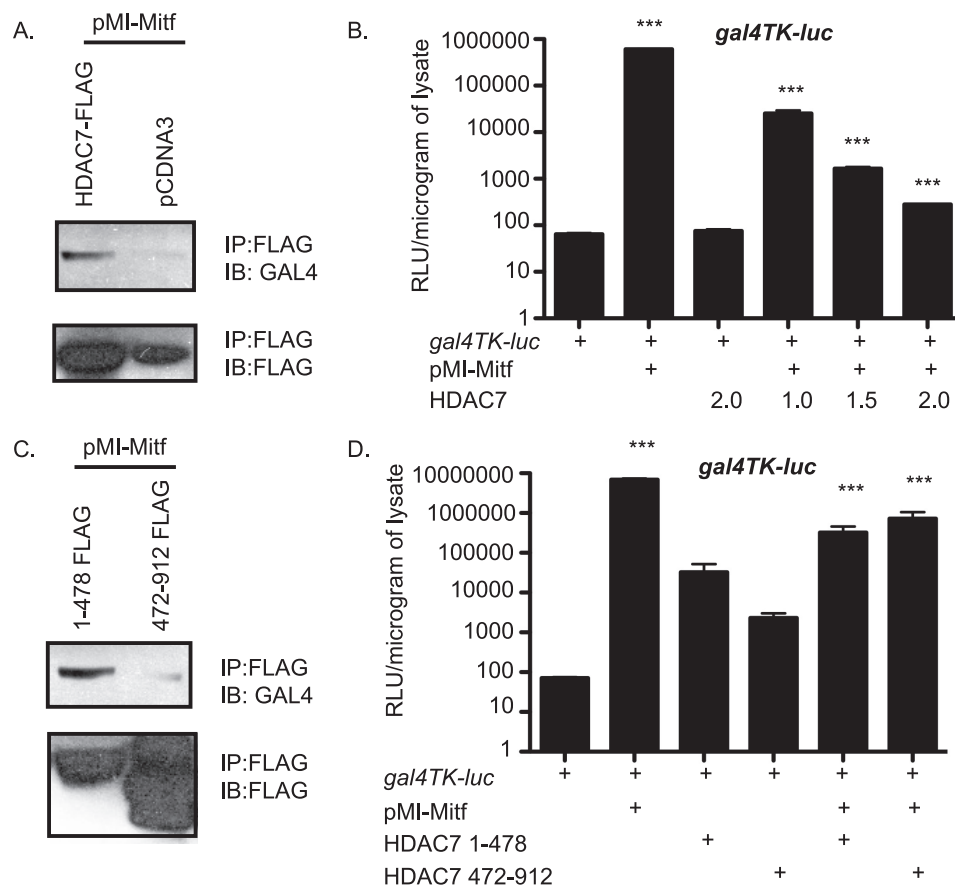 A.
pMI-Mitf
HDAC7-FLAG
pCDNA3
IP:FLAG
IB: GAL4
IP:FLAG
IB:FLAG
B.
gal4TK-luc
RLU/microgram of lysate
1000000
100000
10000
1000
100
10
1
***
***
***
***
gal4TK-luc + + + + + +
pMI-Mitf + + + +
HDAC7 2.0 1.0 1.5 2.0
C.
pMI-Mitf
1-478 FLAG
472-912 FLAG
IP:FLAG
IB: GAL4
IP:FLAG
IB:FLAG
D.
gal4TK-luc
RLU/microgram of lysate
10000000
1000000
100000
10000
1000
100
10
1
***
***
***
gal4TK-luc + + + + + +
pMI-Mitf + + +
HDAC7 1-478 + +
HDAC7 472-912 + +